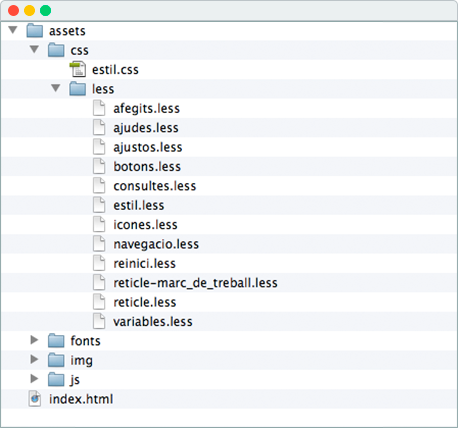 assets
css
estil.css
less
afegits.less
ajudes.less
ajustos.less
botons.less
consultes.less
estil.less
icones.less
navegacio.less
reinici.less
reticle-marc_de_treball.less
reticle.less
variables.less
fonts
img
js
index.html